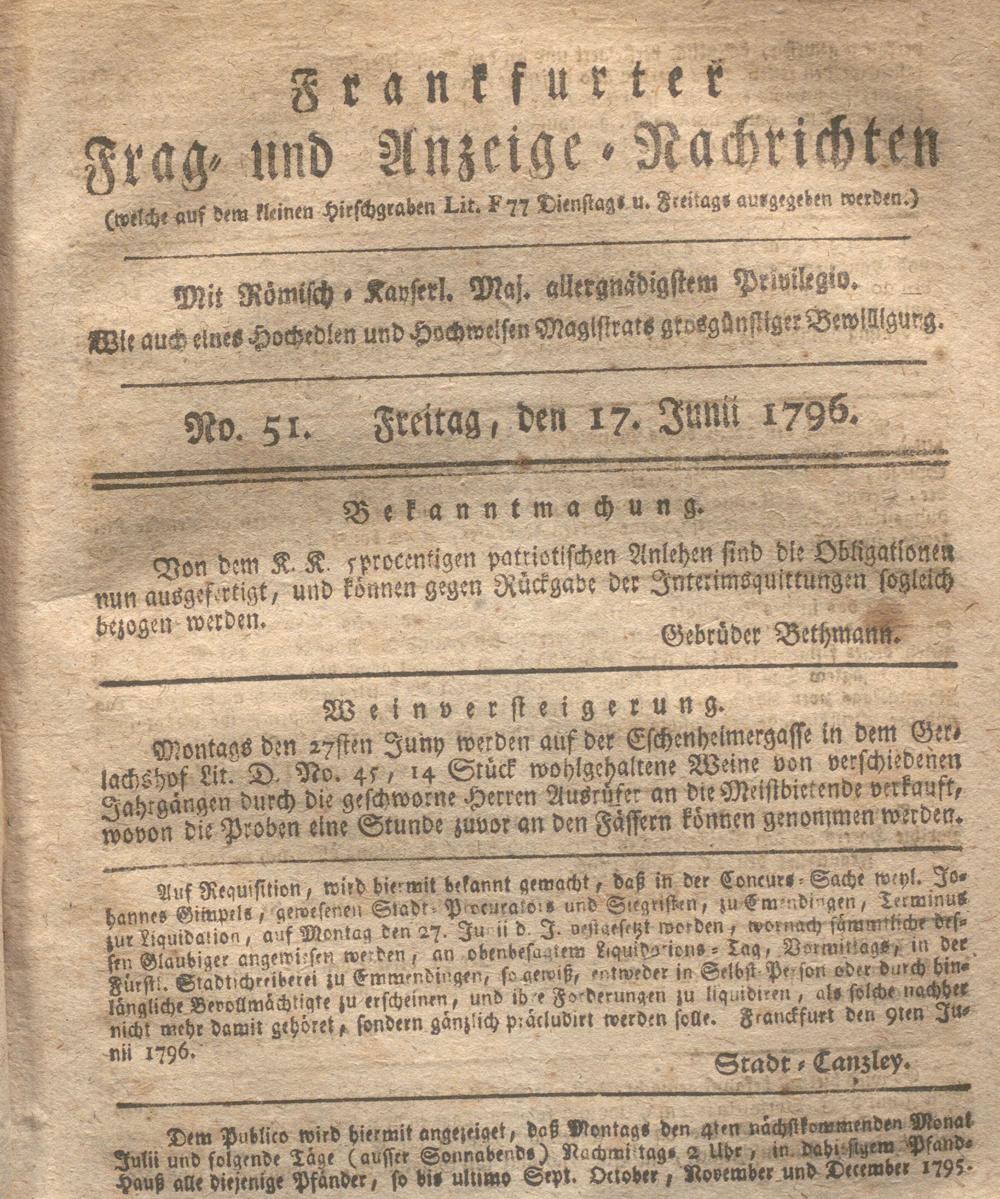 Frankfurter
Frag- und Anzeige-Nachrichten
(welche auf dem kleinen Hirschgraben Lit. F 77 Dienstags u. Freitags ausgegeben werden.)
Mit Römisch-Kayserl. Maj. allergnädigstem Privilegio.
Wie auch eines Hochedlen und Hochweisen Magistrats grosgünstiger Bewilligung.
No. 51. Freitag, den 17. Junii 1796.
Bekanntmachung.
Von dem K. K. 5procentigen patriotischen Anlehen sind die Obligationen
nun ausgefertigt, und können gegen Rückgabe der Interimsquittungen sogleich
bezogen werden.
Gebrüder Bethmann.
Weinversteigerung.
Montags den 27sten Juny werden auf der Eschenheimergasse in dem Ger-
lachshof Lit. D. No. 45, 14 Stück wohlgehaltene Weine von verschiedenen
Jahrgängen durch die geschworne Herren Ausrüfer an die Meistbietende verkauft,
wovon die Proben eine Stunde zuvor an den Fässern können genommen werden.
Auf Requisition, wird hiermit bekannt gemacht, daß in der Concurs-Sache weyl. Jo-
hannes Gimpels, gewesenen Stadt-Procurators und Siegristen, zu Emendingen, Terminus
zur Liquidation, auf Montag den 27. Junii d. J. vestgesetzt worden, wornach sämmtliche des-
sen Glaubiger angewiesen werden, an obenbesagtem Liquidations-Tag, Vormittags, in der
Fürstl. Stadtschreiberei zu Emmendingen, so gewiß, entweder in Selbst-Person oder durch hin-
längliche Bevollmächtigte zu erscheinen, und ihre Forderungen zu liquidiren, als solche nachher
nicht mehr damit gehöret, sondern gänzlich präcludirt werden solle. Franckfurt den 9ten Ju-
nii 1796.
Stadt-Canzley.
Dem Publico wird hiermit angezeiget, daß Montags den 4ten nächstkommenden Monat
Julii und folgende Täge (ausser Sonnabends) Nachmittags 2 Uhr, in dahiesigem Pfand-
Hauß alle diejenige Pfänder, so bis ultimo Sept. October, November und December 1795.